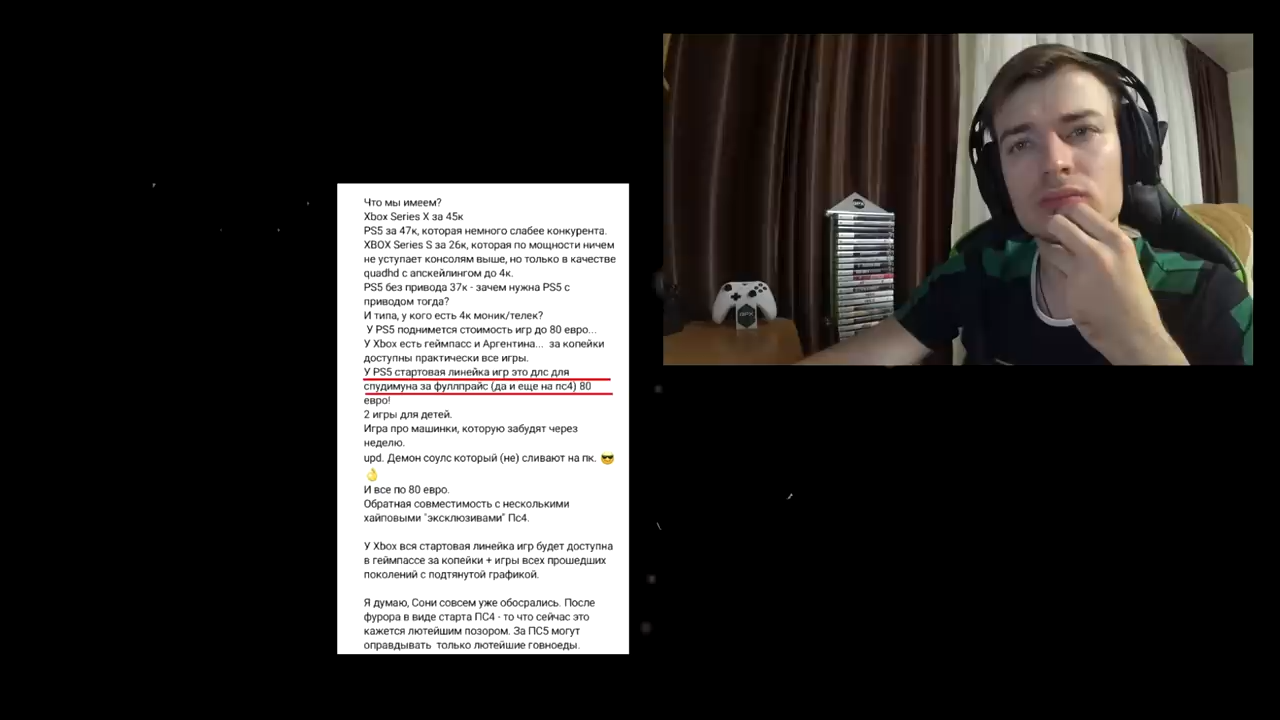 Что мы имеем?
Xbox Series X за 45к
PS5 за 47к, которая немного слабее конкурента.
XBOX Series S за 26к, которая по мощности ничем
не уступает консолям выше, но только в качестве
quadhd с апскейлингом до 4к.
PS5 без привода 37к - зачем нужна PS5 с
приводом тогда?
И типа, у кого есть 4к моник/телек?
У PS5 поднимется стоимость игр до 80 евро...
У Xbox есть геймпасс и Аргентина... за копейки
доступны практически все игры.
У PS5 стартовая линейка игр это длс для
спудимуна за фуллпрайс (да и еще на пс4) 80
евро!
2 игры для детей.
Игра про машинки, которую забудят через
неделю.
upd. Демон соулс который (не) сливают на пк. 😎
👌
И все по 80 евро.
Обратная совместимость с несколькими
хайповыми "эксклюзивами" Пс4.
У Xbox вся стартовая линейка игр будет доступна
в геймпассе за копейки + игры всех прошедших
поколений с подтянутой графикой.
Я думаю, Сони совсем уже обосрались. После
фурора в виде старта ПС4 - то что сейчас это
кажется лютейшим позором. За ПС5 могут
оправдывать только лютейшие говноеды.